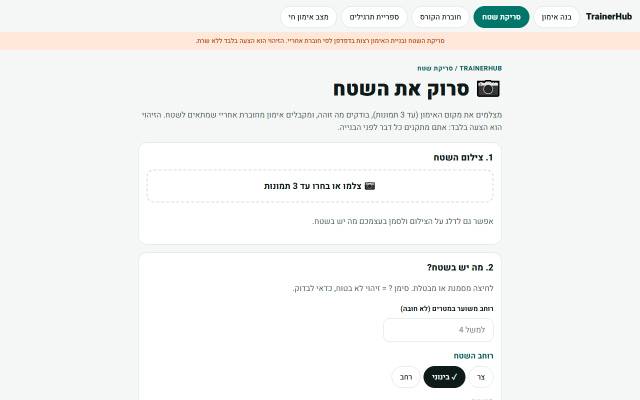 TrainerHub
בנה אימון
סריקת שטח
חוברת הקורס
ספריית תרגילים
מצב אימון חי
סריקת השטח ובניית האימון רצות בדפדפן לפי חוברת אחריי. הזיהוי הוא הצעה בלבד ללא שרת.
TRAINERHUB / סריקת שטח
סרוק את השטח
מצלמים את מקום האימון (עד 3 תמונות), בודקים מה זוהה, ומקבלים אימון מחוברת אחריי שמתאים לשטח. הזיהוי
הוא הצעה בלבד: אתם מתקנים כל דבר לפני הבנייה.
1. צילום השטח
צלמו או בחרו עד 3 תמונות
אפשר גם לדלג על הצילום ולסמן בעצמכם מה יש בשטח.
2. מה יש בשטח?
לחיצה מסמנת או מבטלת. סימן ? = זיהוי לא בטוח, כדאי לבדוק.
רוחב משוער במטרים (לא חובה)
למשל 4
רוחב השטח
צר
✓ בינוני
רחב